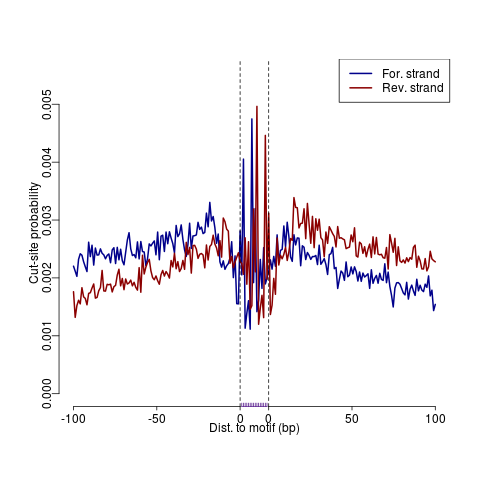 For. strand
Rev. strand
Cut-site probability
0.005
0.004
0.003
0.002
0.001
0.000
-100 -50 0 0 50 100
Dist. to motif (bp)